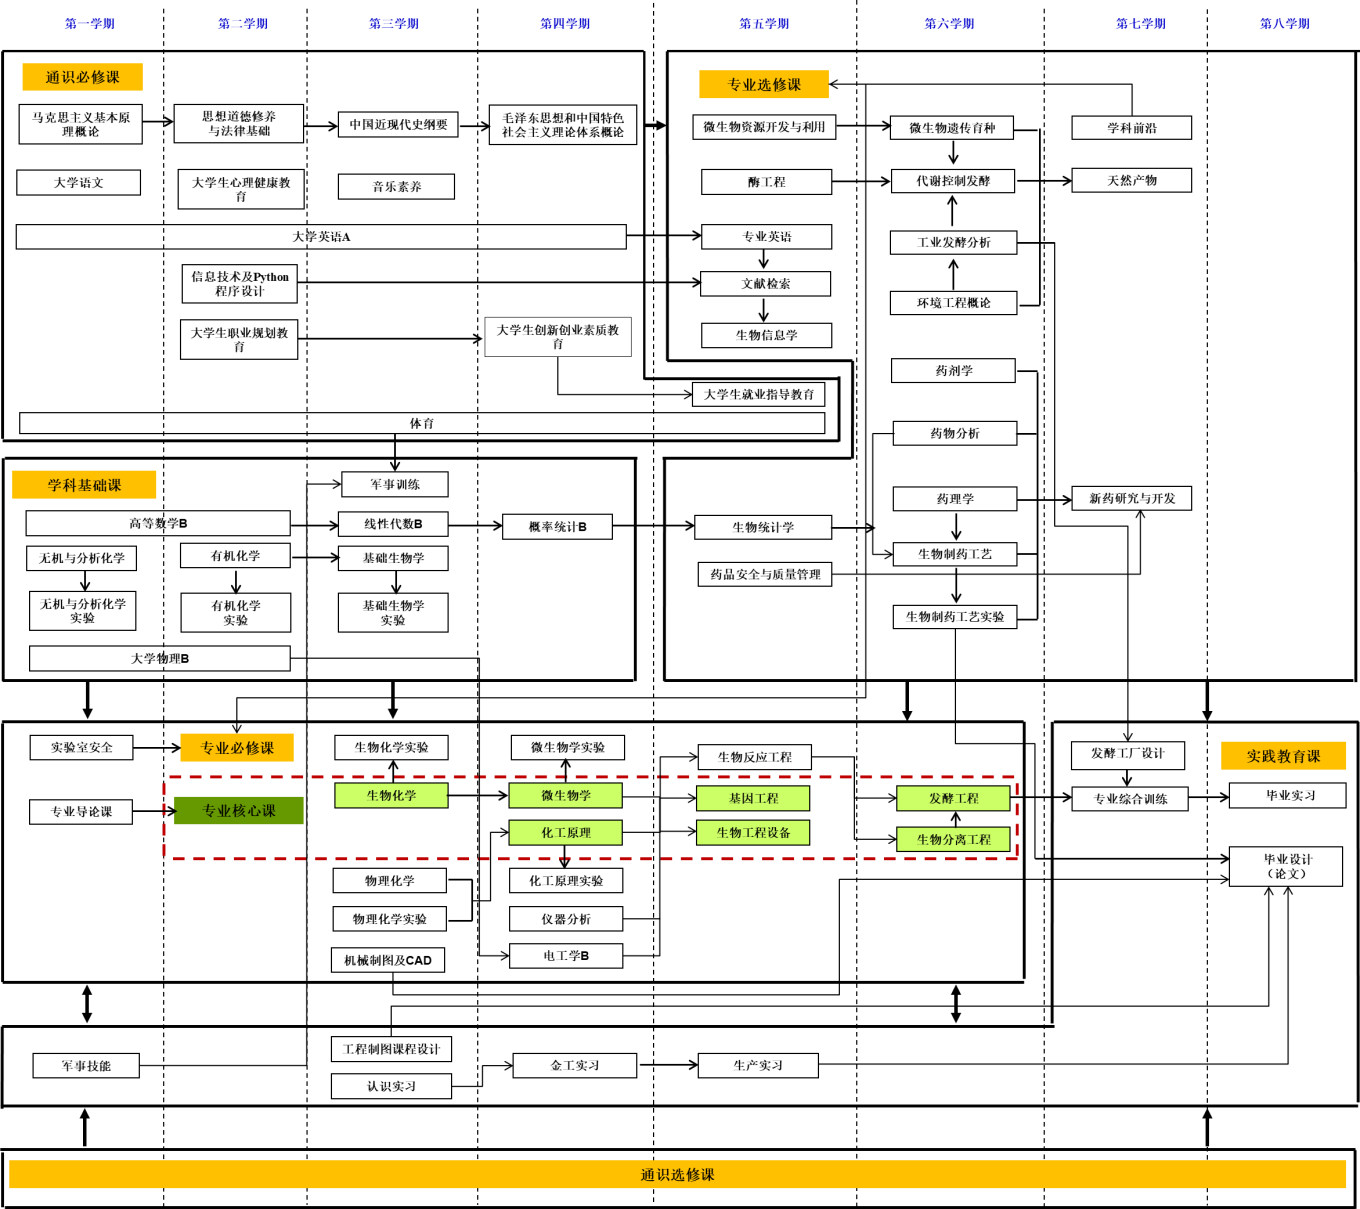 第一学期
第二学期
第三学期
第四学期
第五学期
第六学期
第七学期
第八学期
通识必修课
马克思主义基本原
理概论
思想道德修养
与法律基础
中国近现代史纲要
毛泽东思想和中国特色
社会主义理论体系概论
大学语文
大学生心理健康教
育
音乐素养
大学英语A
信息技术及Python
程序设计
大学生职业规划教
育
大学生创新创业素质教
育
大学生就业指导教育
体育
专业选修课
微生物资源开发与利用
微生物遗传育种
学科前沿
酶工程
代谢控制发酵
天然产物
专业英语
工业发酵分析
文献检索
环境工程概论
生物信息学
药剂学
药物分析
药理学
新药研究与开发
生物统计学
生物制药工艺
药品安全与质量管理
生物制药工艺实验
学科基础课
军事训练
高等数学B
线性代数B
概率统计B
无机与分析化学
有机化学
基础生物学
无机与分析化学
实验
有机化学
实验
基础生物学
实验
大学物理B
实验室安全
专业必修课
生物化学实验
微生物学实验
生物反应工程
专业导论课
专业核心课
生物化学
微生物学
基因工程
发酵工程
化工原理
生物工程设备
生物分离工程
物理化学
化工原理实验
物理化学实验
仪器分析
机械制图及CAD
电工学B
发酵工厂设计
实践教育课
专业综合训练
毕业实习
毕业设计
（论文）
军事技能
工程制图课程设计
认识实习
金工实习
生产实习
通识选修课